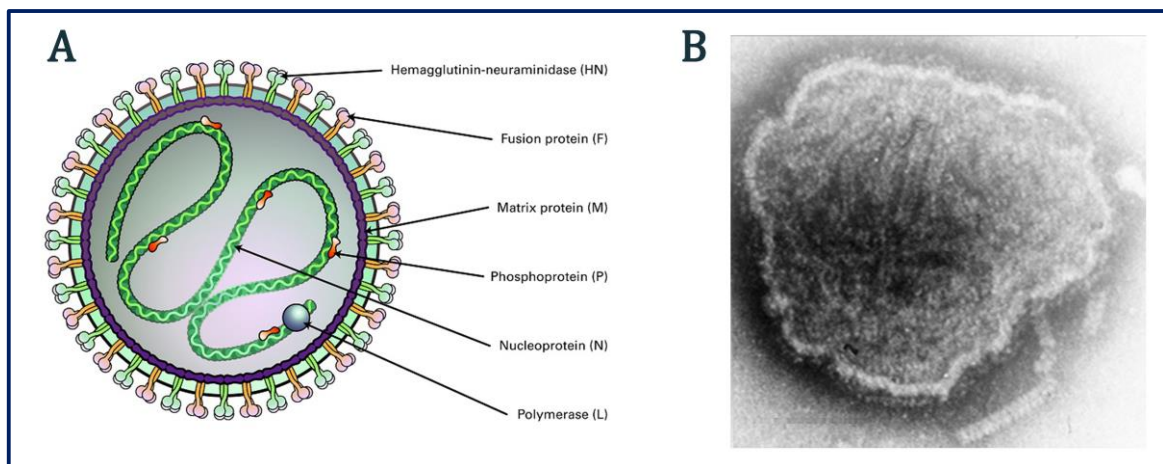 A
B
Hemagglutinin-neuraminidase (HN)
Fusion protein (F)
Matrix protein (M)
Phosphoprotein (P)
Nucleoprotein (N)
Polymerase (L)